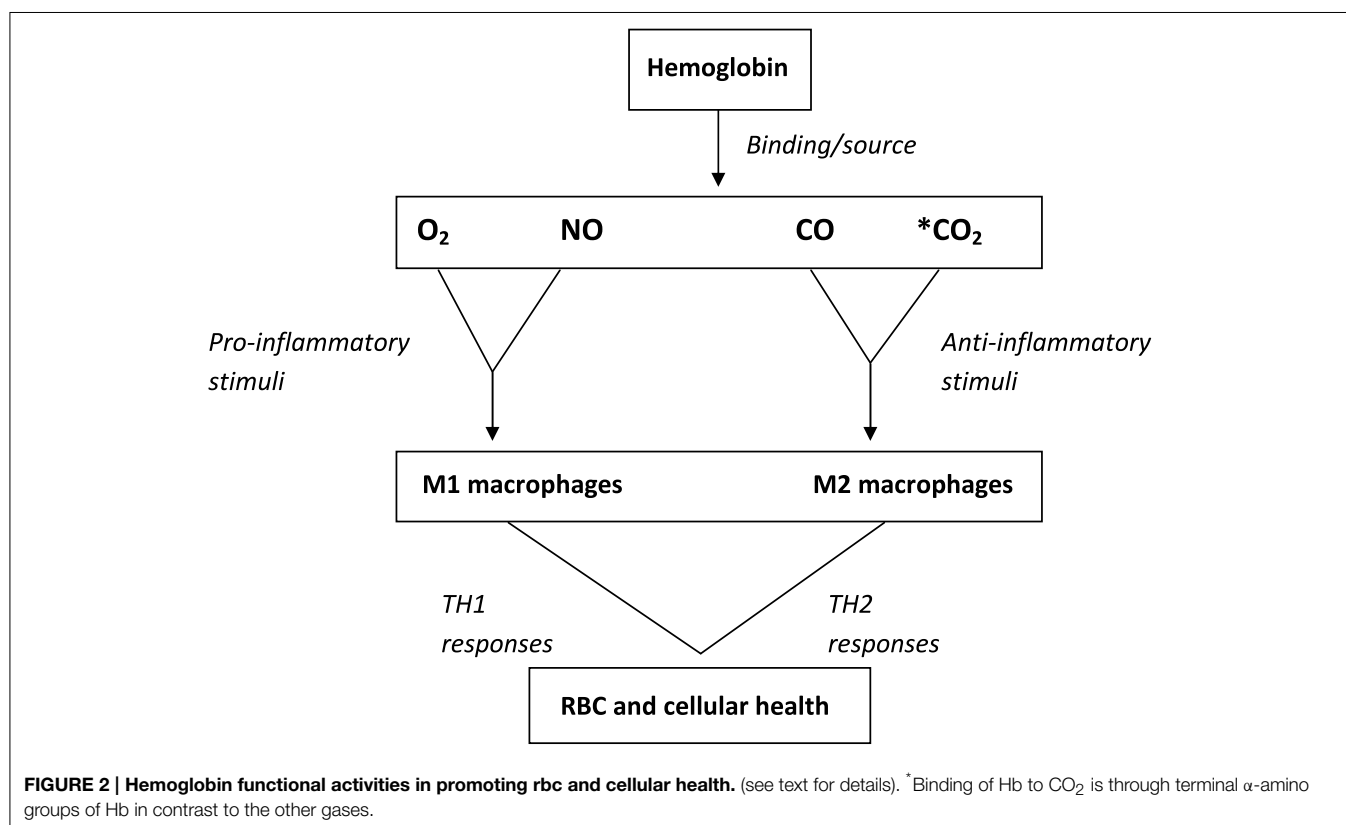 Hemoglobin
Binding/source
O₂ NO CO *CO₂
Pro-inflammatory
stimuli
Anti-inflammatory
stimuli
M1 macrophages M2 macrophages
TH1
responses
TH2
responses
RBC and cellular health
FIGURE 2 | Hemoglobin functional activities in promoting rbc and cellular health. (see text for details). *Binding of Hb to CO₂ is through terminal α-amino
groups of Hb in contrast to the other gases.